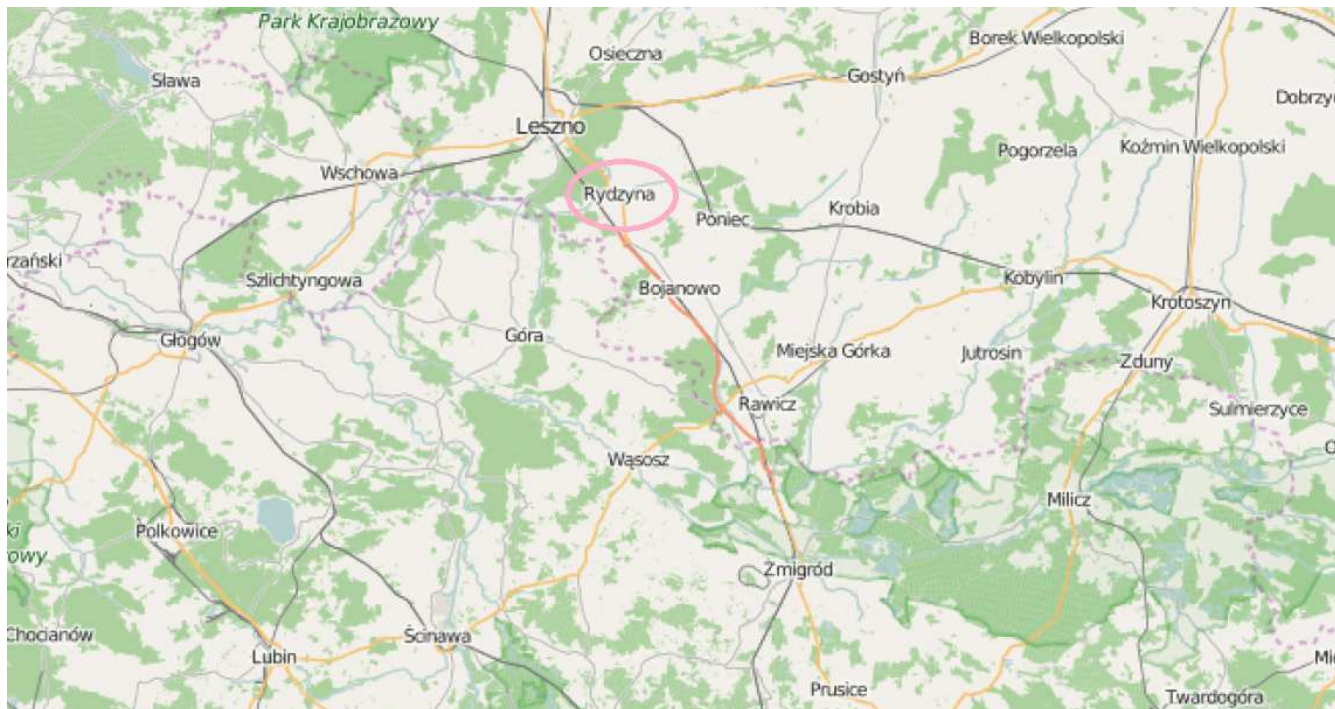 Park Krajobrazowy
Borek Wielkopolski
Osieczna
Sława
Gostyń
Dobrzy
Leszno
Koźmin Wielkopolski
Pogorzela
Wschowa
Rydzyna
Krobia
Poniec
rzański
Szlichtyngowa
Kobylin
Bojanowo
Krotoszyn
Góra
Głogów
Miejska Górka
Jutrosin
Zduny
Rawicz
Sulmierzyce
O
Wąsosz
Milicz
ki
Polkowice
owy
Żmigród
Chocianów
Ścinawa
Lubin
Mi
Prusice
Twardogóra